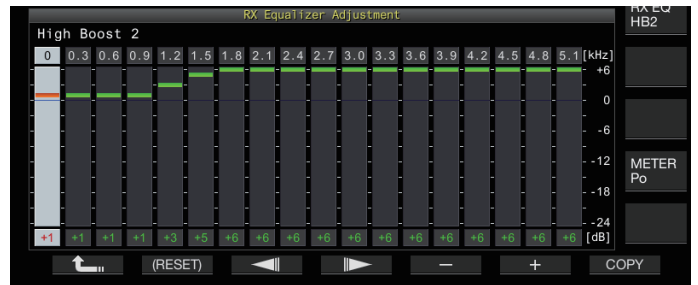 RX Equalizer Adjustment
RX EQ
HB2
High Boost 2
0 0.3 0.6 0.9 1.2 1.5 1.8 2.1 2.4 2.7 3.0 3.3 3.6 3.9 4.2 4.5 4.8 5.1 [kHz]
+6
0
-6
-12
METER
Po
-18
-24
+1 +1 +1 +1 +3 +5 +6 +6 +6 +6 +6 +6 +6 +6 +6 +6 +6 +6 [dB]
(RESET) − + COPY